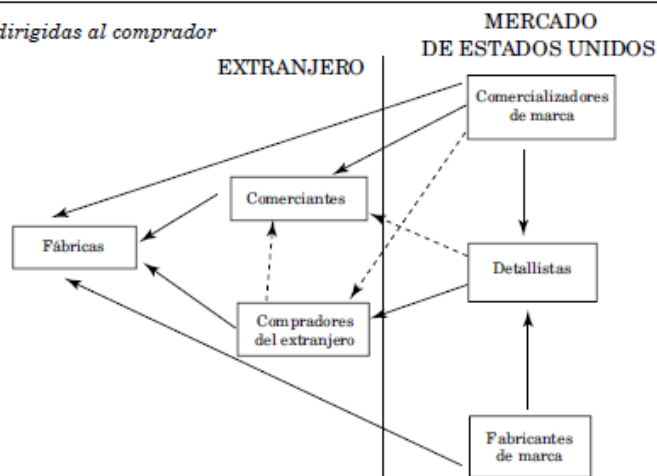 dirigidas al comprador
MERCADO
DE ESTADOS UNIDOS
EXTRANJERO
Comercializadores
de marca
Comerciantes
Fábricas
Detallistas
Compradores
del extranjero
Fabricantes
de marca